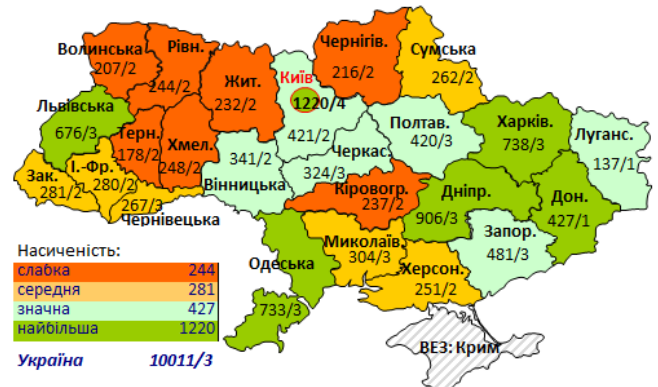 Волинська
207/2
Рівн.
244/2
Жит.
232/2
Київ
1220/4
421/2
Чернігів.
216/2
Сумська
262/2
Львівська
676/3
Терн.
178/2
Хмел.
248/2
341/2
Вінницька
Черкас.
324/3
Полтав.
420/3
Харків.
738/3
Луганс.
137/1
Зак.
281/2
І.-Фр.
280/2
267/3
Чернівецька
Кіровогр.
237/2
Дніпр.
906/3
Дон.
427/1
Запор.
481/3
Миколаїв.
304/3
Херсон.
251/2
Одеська
733/3
ВЕЗ: Крим
Насиченість:
слабка 244
середня 281
значна 427
найбільша 1220
Україна 10011/3